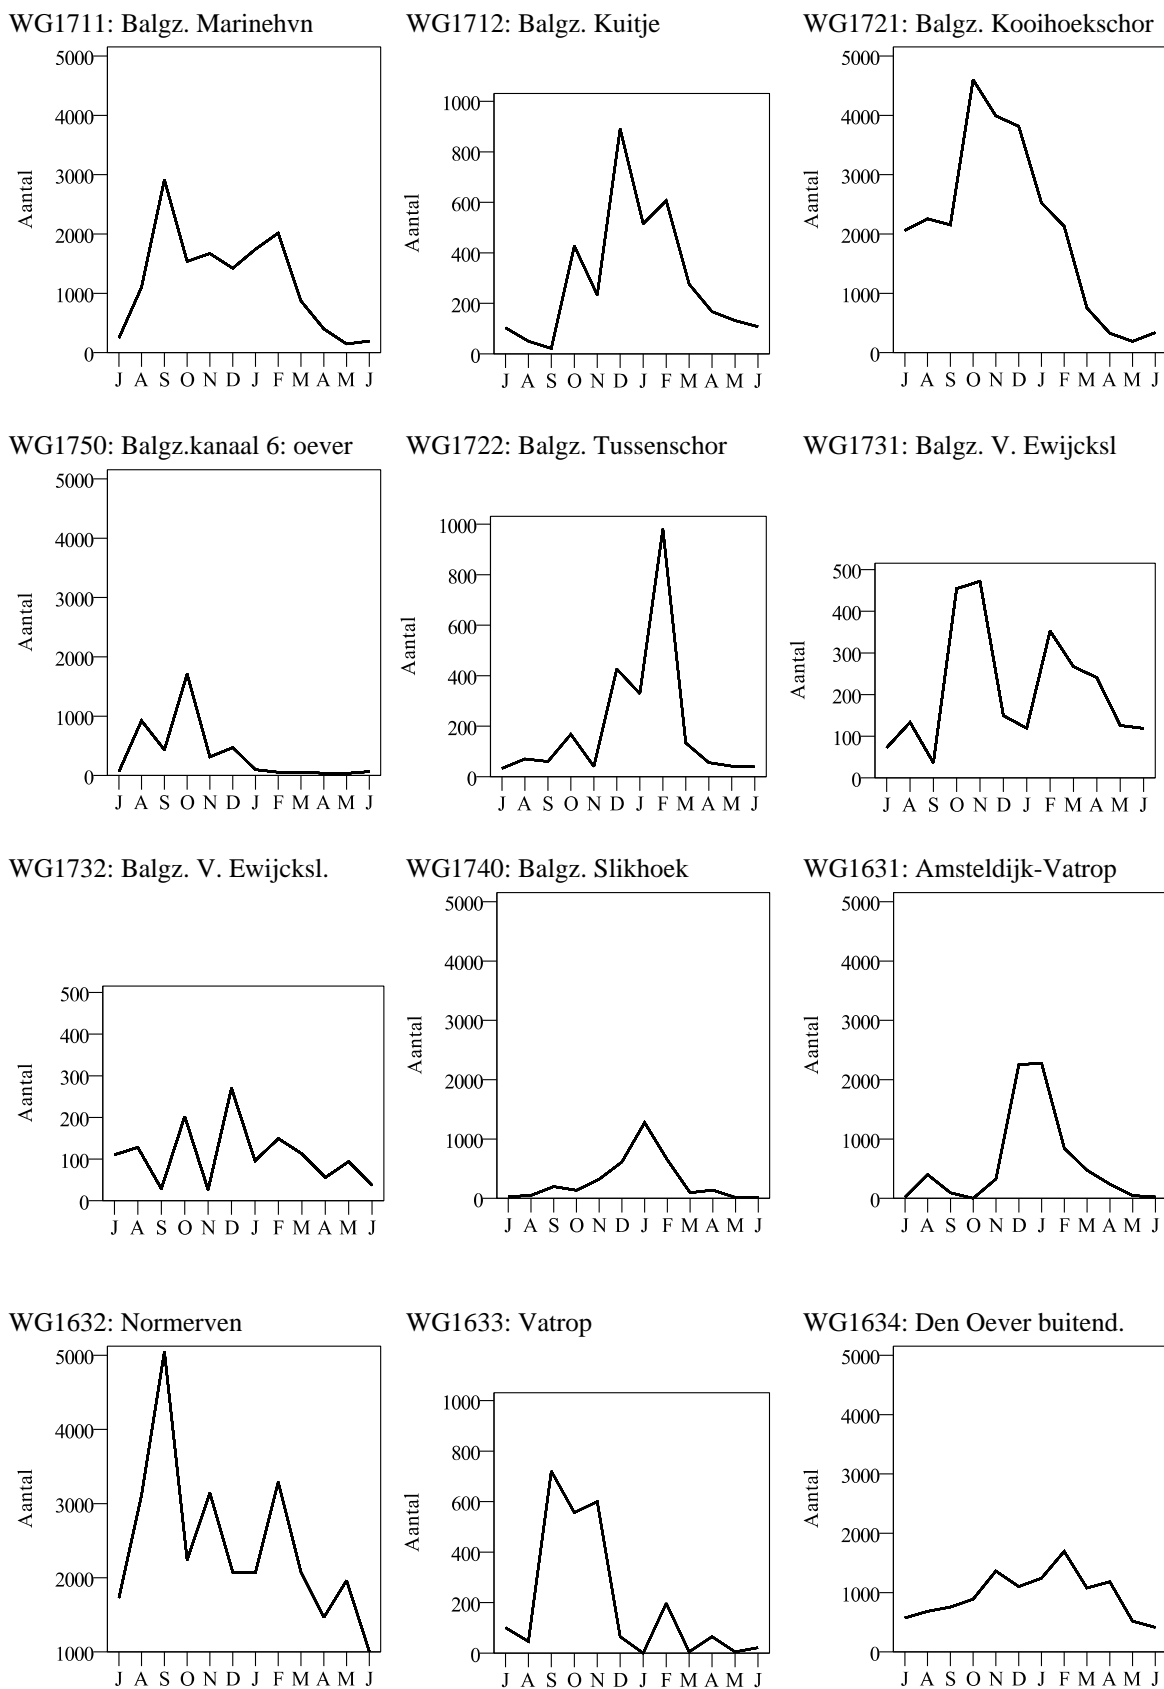 WG1711: Balgz. Marinehvn
5000
4000
3000
2000
1000
0
Aantal
J A S O N D J F M A M J
WG1712: Balgz. Kuitje
1000
800
600
400
200
0
Aantal
J A S O N D J F M A M J
WG1721: Balgz. Kooihoekschor
5000
4000
3000
2000
1000
0
Aantal
J A S O N D J F M A M J
WG1750: Balgz.kanaal 6: oever
5000
4000
3000
2000
1000
0
Aantal
J A S O N D J F M A M J
WG1722: Balgz. Tussenschor
1000
800
600
400
200
0
Aantal
J A S O N D J F M A M J
WG1731: Balgz. V. Ewijcksl
500
400
300
200
100
0
Aantal
J A S O N D J F M A M J
WG1732: Balgz. V. Ewijcksl.
500
400
300
200
100
0
Aantal
J A S O N D J F M A M J
WG1740: Balgz. Slikhoek
5000
4000
3000
2000
1000
0
Aantal
J A S O N D J F M A M J
WG1631: Amsteldijk-Vatrop
5000
4000
3000
2000
1000
0
Aantal
J A S O N D J F M A M J
WG1632: Normerven
5000
4000
3000
2000
1000
Aantal
J A S O N D J F M A M J
WG1633: Vatrop
1000
800
600
400
200
0
Aantal
J A S O N D J F M A M J
WG1634: Den Oever buitend.
5000
4000
3000
2000
1000
0
Aantal
J A S O N D J F M A M J